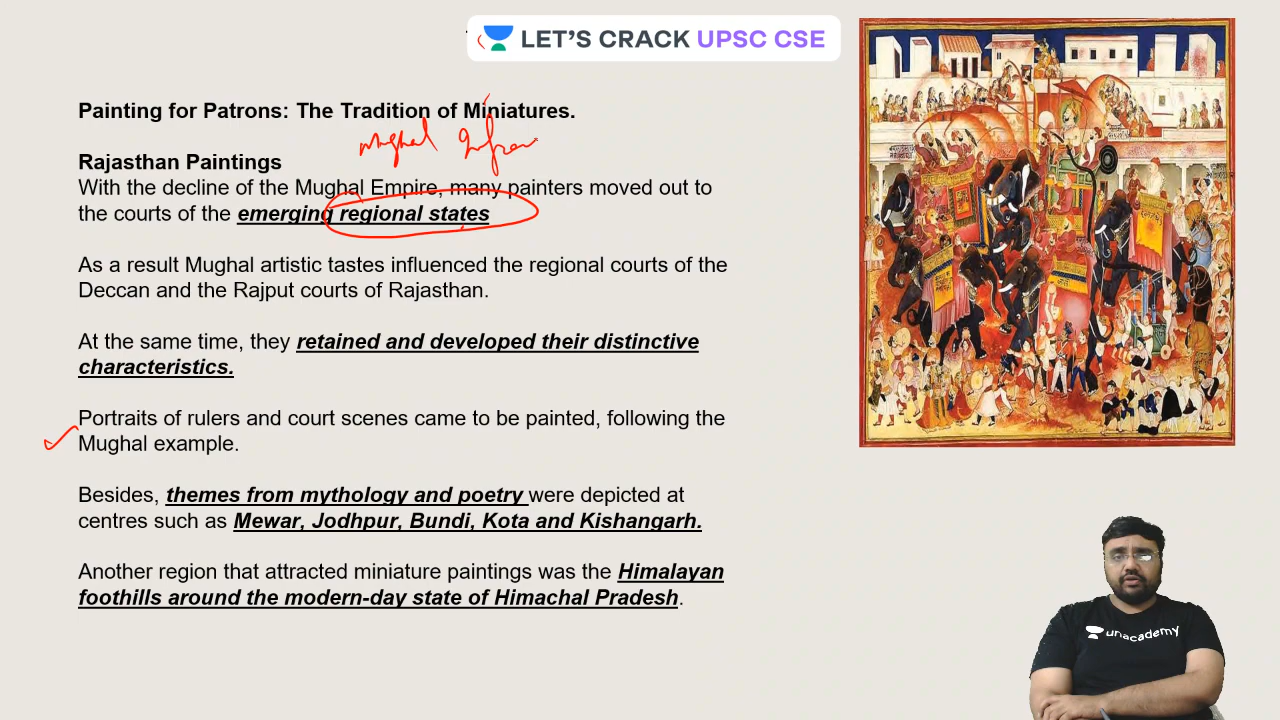 LET'S CRACK UPSC CSE
Painting for Patrons: The Tradition of Miniatures.
Mughal
Rajasthan Paintings
With the decline of the Mughal Empire, many painters moved out to
the courts of the emerging regional states
As a result Mughal artistic tastes influenced the regional courts of the
Deccan and the Rajput courts of Rajasthan.
At the same time, they retained and developed their distinctive
characteristics.
Portraits of rulers and court scenes came to be painted, following the
Mughal example.
Besides, themes from mythology and poetry were depicted at
centres such as Mewar, Jodhpur, Bundi, Kota and Kishangarh.
Another region that attracted miniature paintings was the Himalayan
foothills around the modern-day state of Himachal Pradesh.
unacademy